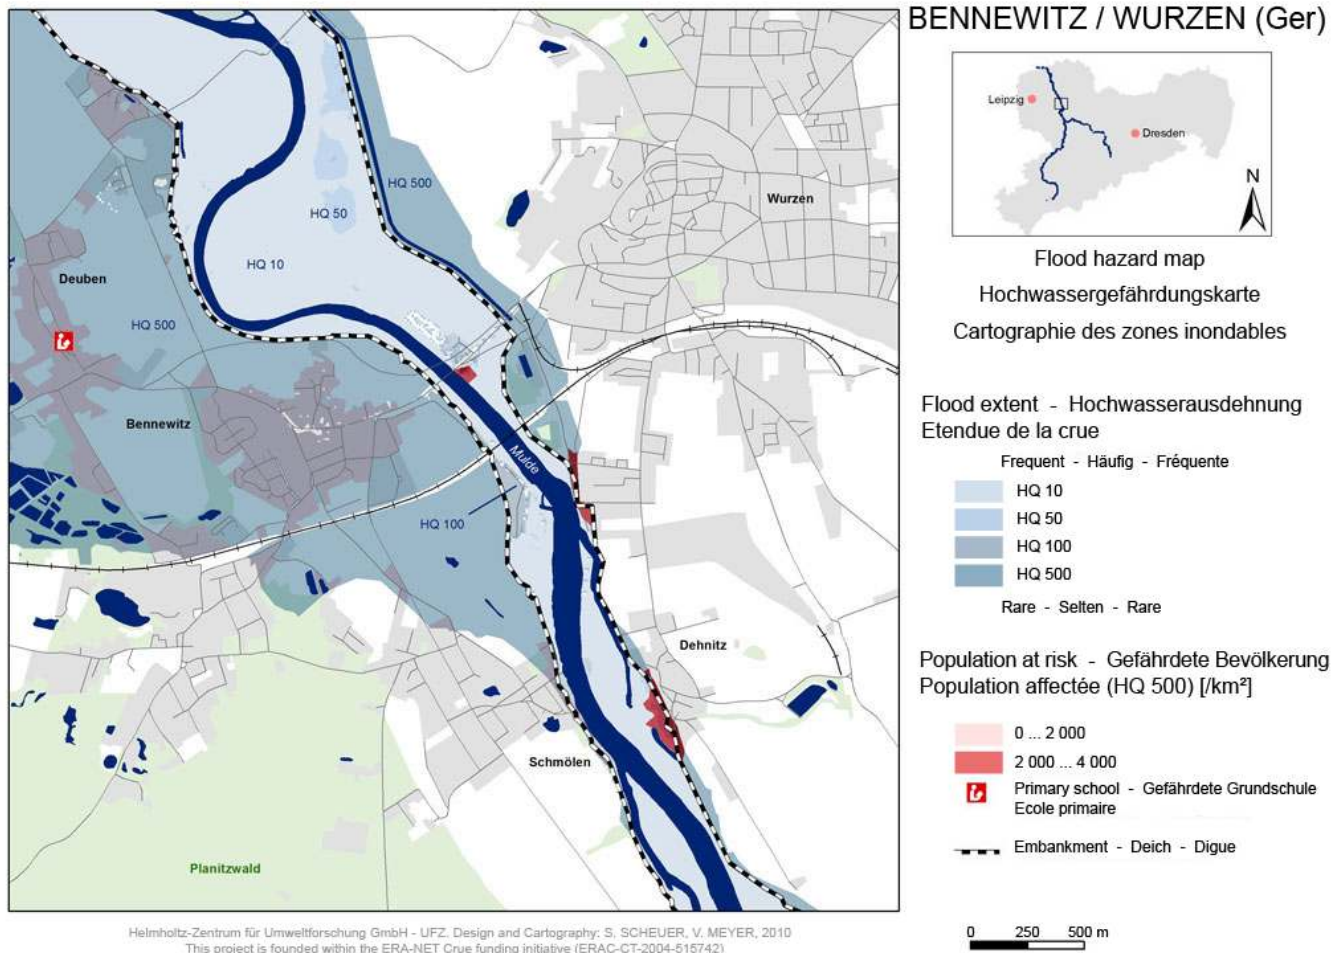 BENNEWITZ / WURZEN (Ger)
Leipzig
Dresden
N
Flood hazard map
Hochwassergefährdungskarte
Cartographie des zones inondables
Flood extent - Hochwasserausdehnung
Etendue de la crue
Frequent - Häufig - Fréquente
HQ 10
HQ 50
HQ 100
HQ 500
Rare - Selten - Rare
Population at risk - Gefährdete Bevölkerung
Population affectée (HQ 500) [/km²]
0 ... 2 000
2 000 ... 4 000
Primary school - Gefährdete Grundschule
Ecole primaire
Embankment - Deich - Digue
0 250 500 m
HQ 500
Wurzen
HQ 50
HQ 10
Deuben
HQ 500
Bennewitz
Mulde
HQ 100
Dehnitz
Schmölen
Planitzwald
Helmholtz-Zentrum für Umweltforschung GmbH - UFZ. Design and Cartography: S. SCHEUER, V. MEYER, 2010
This project is founded within the ERA-NET Crue funding initiative (ERAC-CT-2004-515742)